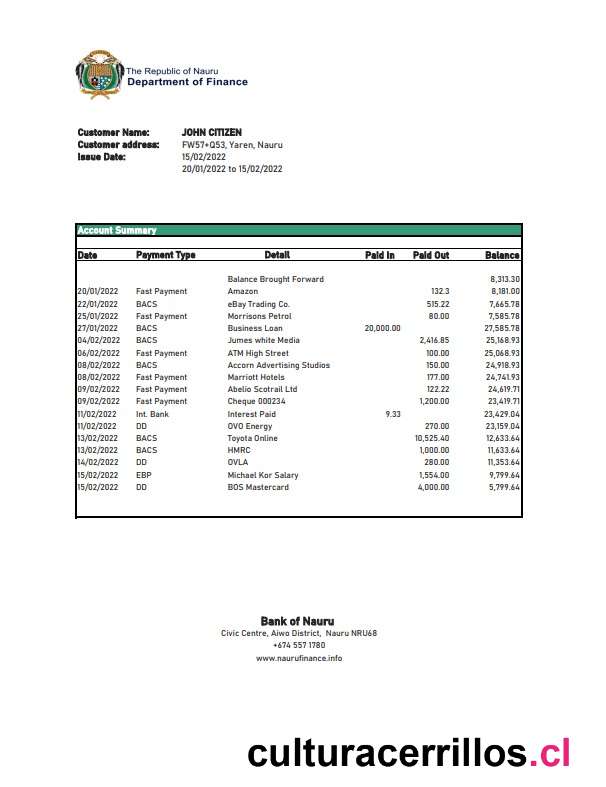 The Republic of Nauru
Department of Finance
Customer Name: JOHN CITIZEN
Customer address: FW57+Q53, Yaren, Nauru
Issue Date: 15/02/2022
20/01/2022 to 15/02/2022
Account Summary
Date Payment Type Detail Paid In Paid Out Balance
Balance Brought Forward 8,313.30
20/01/2022 Fast Payment Amazon 132.3 8,181.00
22/01/2022 BACS eBay Trading Co. 515.22 7,665.78
25/01/2022 Fast Payment Morrisons Petrol 80.00 7,585.78
27/01/2022 BACS Business Loan 20,000.00 27,585.78
04/02/2022 BACS Jumes white Media 2,416.85 25,168.93
06/02/2022 Fast Payment ATM High Street 100.00 25,068.93
08/02/2022 BACS Accorn Advertising Studios 150.00 24,918.93
08/02/2022 Fast Payment Marriott Hotels 177.00 24,741.93
09/02/2022 Fast Payment Abelio Scotrail Ltd 122.22 24,619.71
09/02/2022 Fast Payment Cheque 000234 1,200.00 23,419.71
11/02/2022 Int. Bank Interest Paid 9.33 23,429.04
11/02/2022 DD OVO Energy 270.00 23,159.04
13/02/2022 BACS Toyota Online 10,525.40 12,633.64
13/02/2022 BACS HMRC 1,000.00 11,633.64
14/02/2022 DD OVLA 280.00 11,353.64
15/02/2022 EBP Michael Kor Salary 1,554.00 9,799.64
15/02/2022 DD BOS Mastercard 4,000.00 5,799.64
Bank of Nauru
Civic Centre, Aiwo District, Nauru NRU68
+674 557 1780
www.naurufinance.info
culturacerrillos.cl